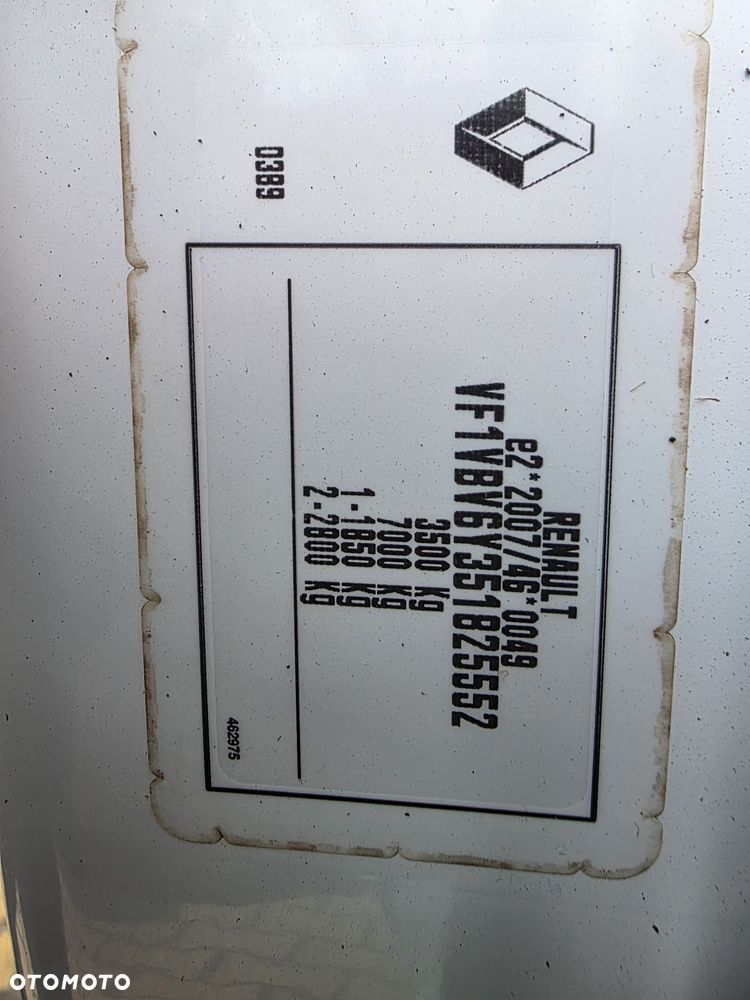 RENAULT
e2*2007/46*0049
VF1VBV6Y351825552
3500 Kg
7000 Kg
1-1850 Kg
2-2800 Kg
462975
0389
OTOMOTO